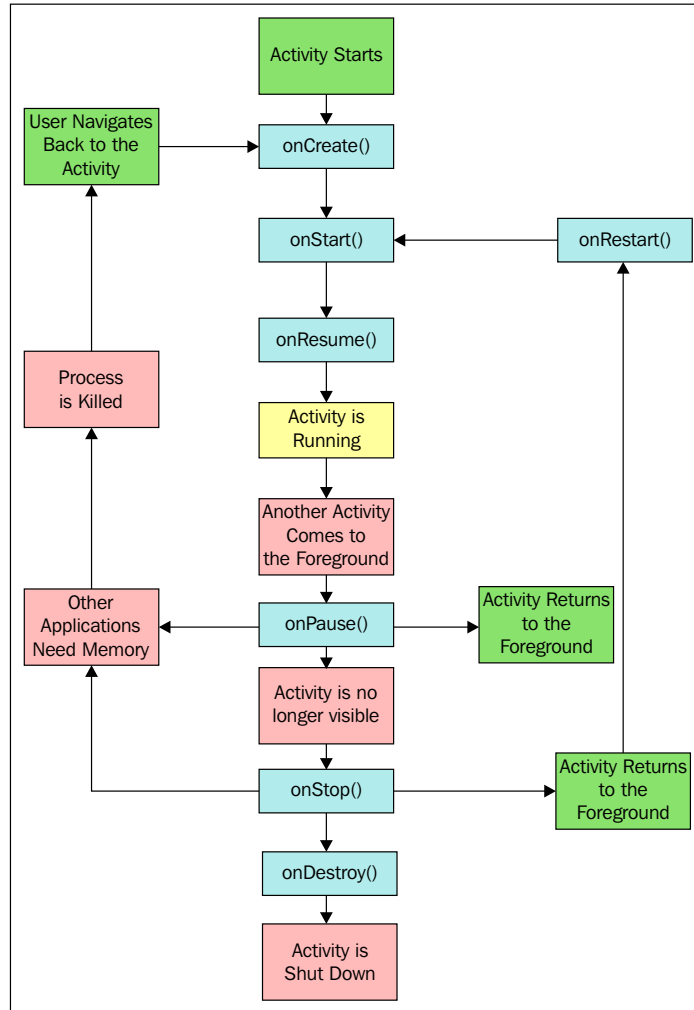 Activity Starts
User Navigates
Back to the
Activity
onCreate()
onStart()
onRestart()
onResume()
Process
is Killed
Activity is
Running
Another Activity
Comes to
the Foreground
Other
Applications
Need Memory
onPause()
Activity Returns
to the
Foreground
Activity is no
longer visible
onStop()
Activity Returns
to the
Foreground
onDestroy()
Activity is
Shut Down